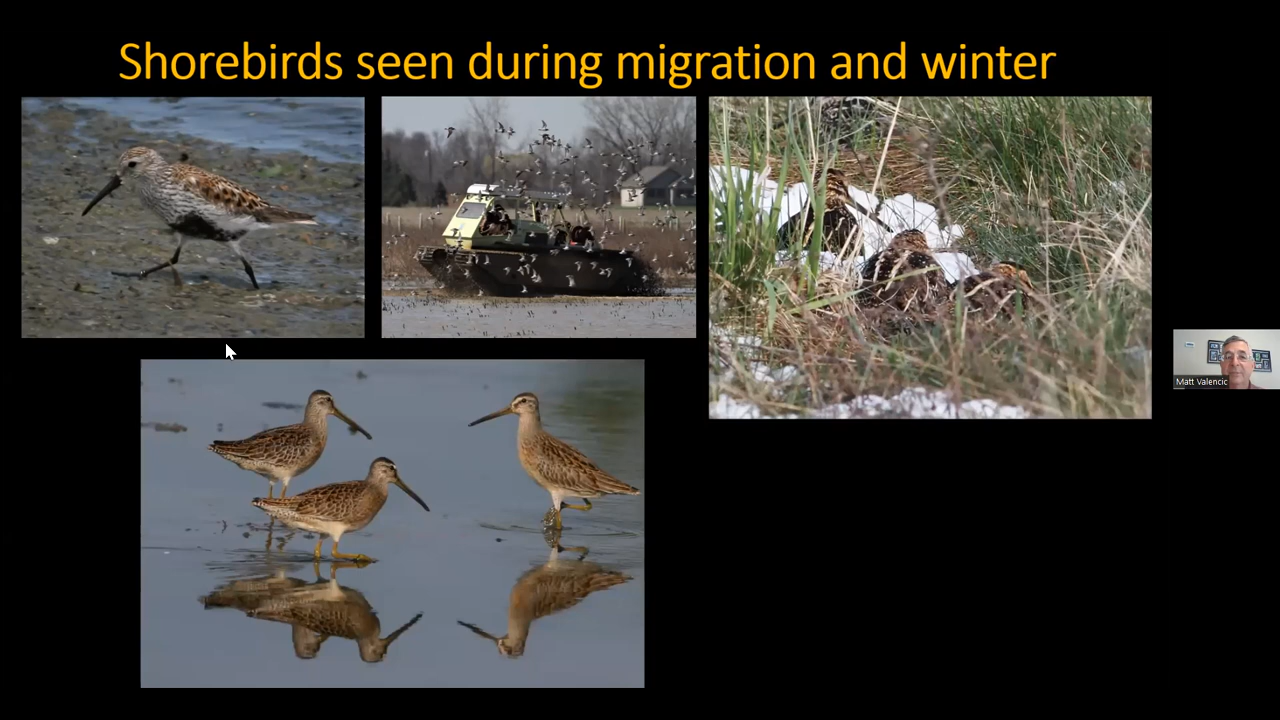 Shorebirds seen during migration and winter
Matt Valencic